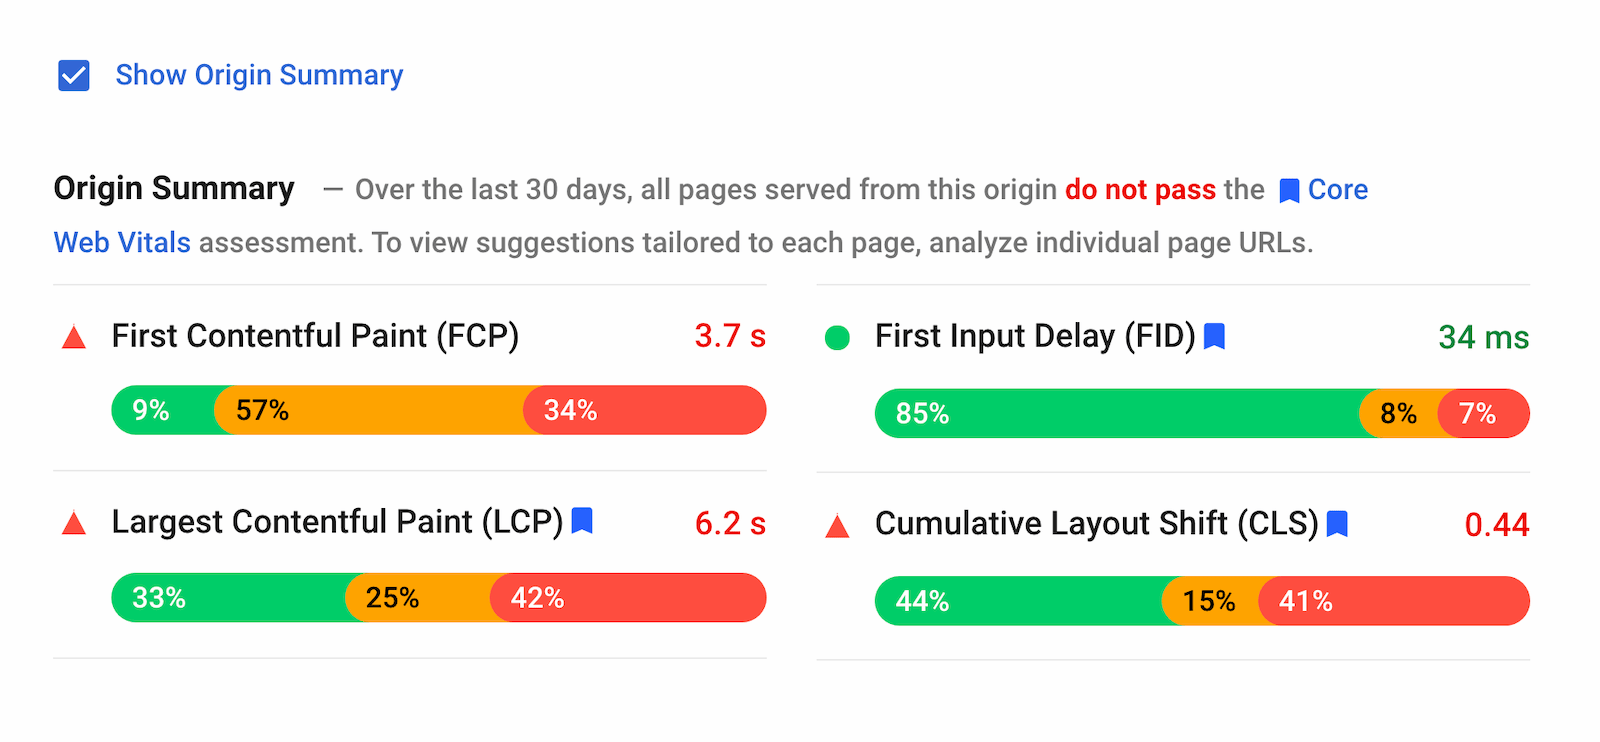 Show Origin Summary
Origin Summary — Over the last 30 days, all pages served from this origin do not pass the Core
Web Vitals assessment. To view suggestions tailored to each page, analyze individual page URLs.
First Contentful Paint (FCP) 3.7 s
9% 57% 34%
First Input Delay (FID) 34 ms
85% 8% 7%
Largest Contentful Paint (LCP) 6.2 s
33% 25% 42%
Cumulative Layout Shift (CLS) 0.44
44% 15% 41%